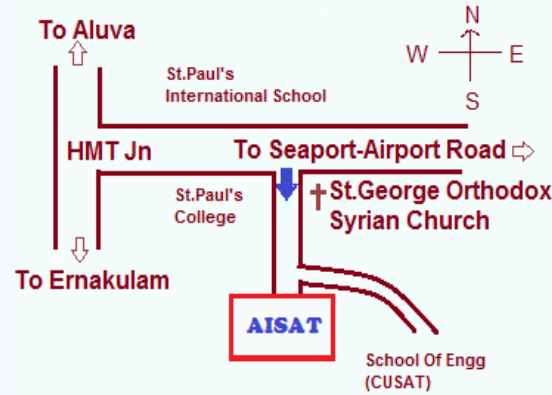 To Aluva
N
W
E
S
St.Paul's
International School
HMT Jn
To Seaport-Airport Road
St.Paul's
College
St.George Orthodox
Syrian Church
To Ernakulam
AISAT
School Of Engg
(CUSAT)